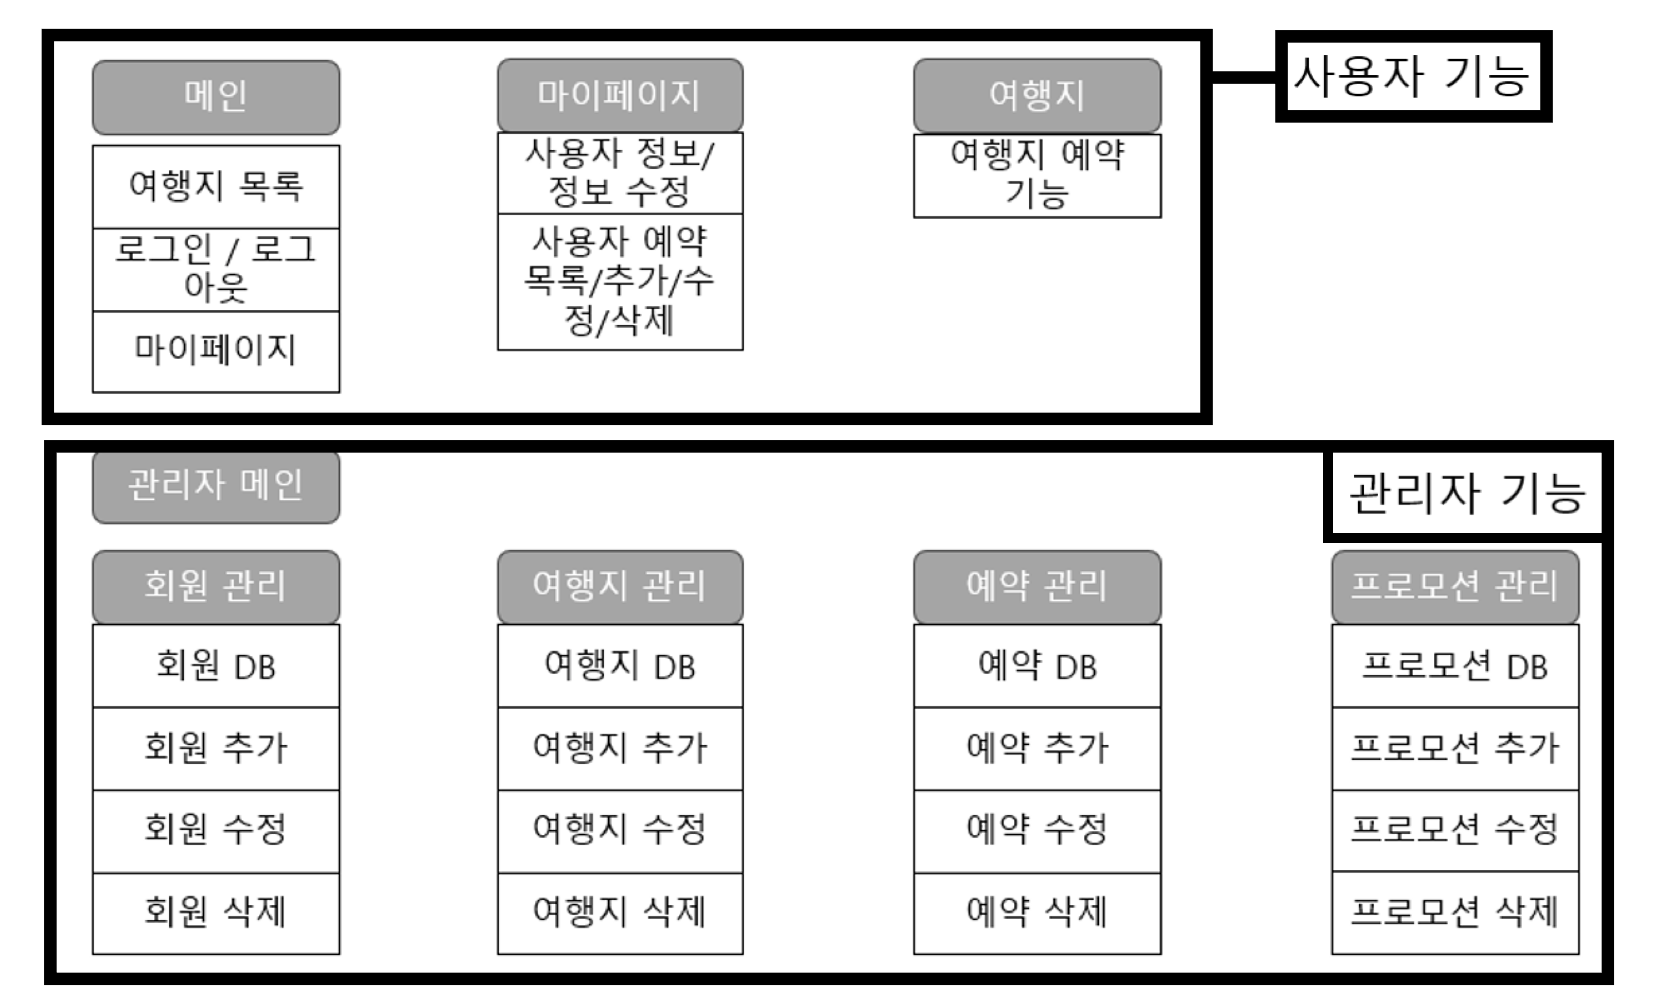 메인
여행지 목록
로그인 / 로그
아웃
마이페이지
마이페이지
사용자 정보/
정보 수정
사용자 예약
목록/추가/수
정/삭제
여행지
여행지 예약
기능
사용자 기능
관리자 메인
관리자 기능
회원 관리
회원 DB
회원 추가
회원 수정
회원 삭제
여행지 관리
여행지 DB
여행지 추가
여행지 수정
여행지 삭제
예약 관리
예약 DB
예약 추가
예약 수정
예약 삭제
프로모션 관리
프로모션 DB
프로모션 추가
프로모션 수정
프로모션 삭제